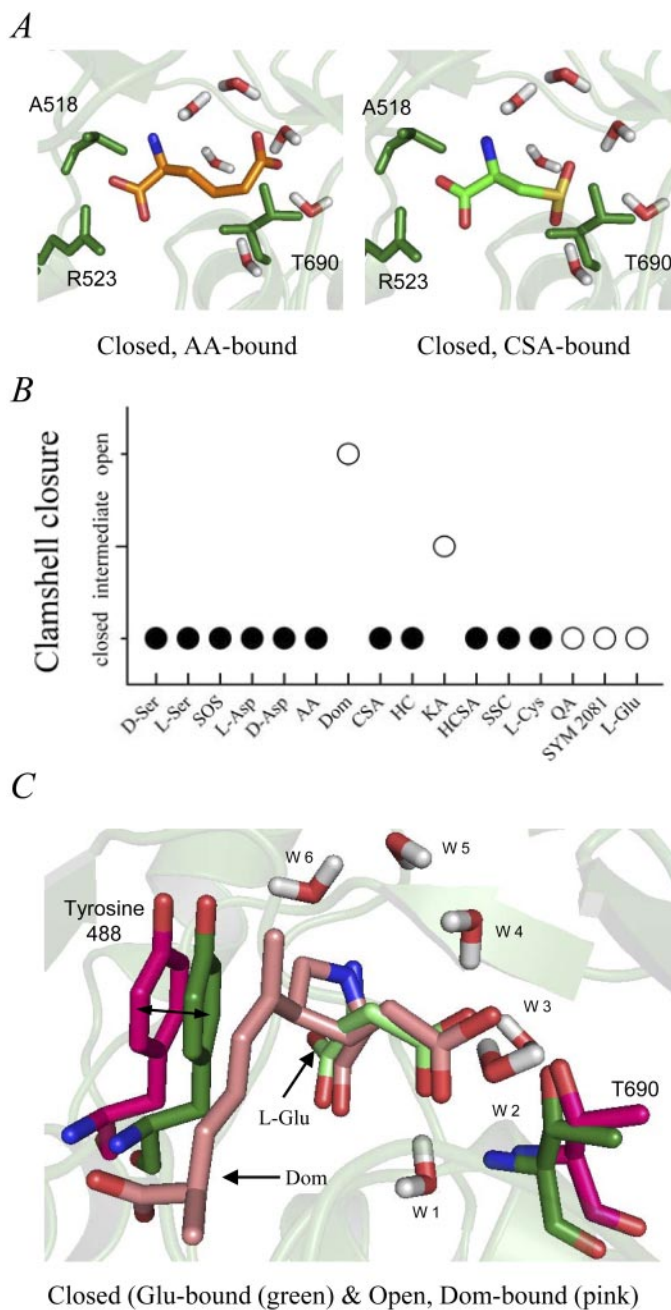 A
A518
R523
T690
Closed, AA-bound
A518
R523
T690
Closed, CSA-bound
B
Clamshell closure
closed intermediate open
D-Ser
L-Ser
SOS
L-Asp
D-Asp
AA
Dom
CSA
HC
KA
HCSA
SSC
L-Cys
QA
SYM 2081
L-Glu
C
Tyrosine
488
W 6
W 5
W 4
W 3
L-Glu
W 2
T690
Dom
W 1
Closed (Glu-bound (green) & Open, Dom-bound (pink)